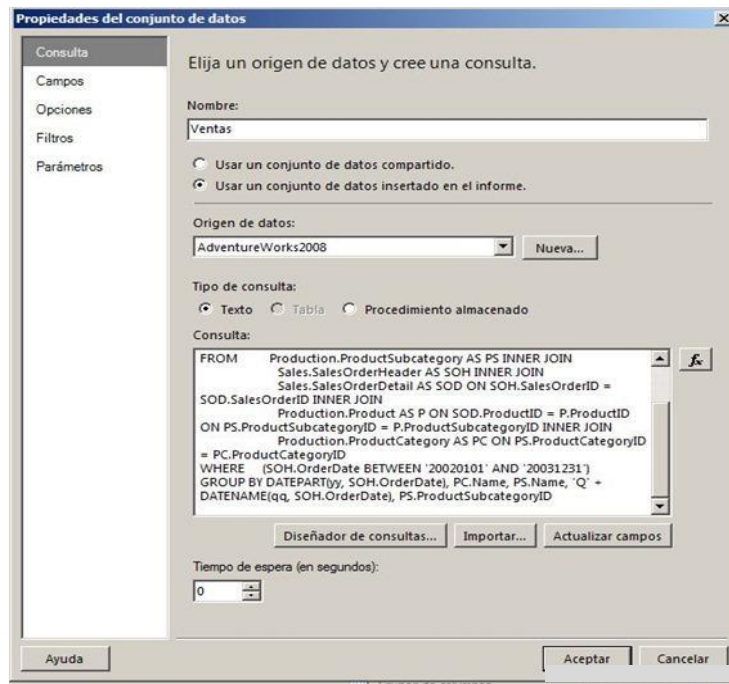 Propiedades del conjunto de datos
Consulta
Campos
Opciones
Filtros
Parámetros
Elija un origen de datos y cree una consulta.
Nombre:
Ventas
Usar un conjunto de datos compartido.
Usar un conjunto de datos insertado en el informe.
Origen de datos:
AdventureWorks2008
Nueva...
Tipo de consulta:
Texto Tabla Procedimiento almacenado
Consulta:
FROM Production.ProductSubcategory AS PS INNER JOIN
Sales.SalesOrderHeader AS SOH INNER JOIN
Sales.SalesOrderDetail AS SOD ON SOH.SalesOrderID =
SOD.SalesOrderID INNER JOIN
Production.Product AS P ON SOD.ProductID = P.ProductID
ON PS.ProductSubcategoryID = P.ProductSubcategoryID INNER JOIN
Production.ProductCategory AS PC ON PS.ProductCategoryID
= PC.ProductCategoryID
WHERE (SOH.OrderDate BETWEEN '20020101' AND '20031231')
GROUP BY DATEPART(yy, SOH.OrderDate), PC.Name, PS.Name, 'Q' +
DATENAME(qq, SOH.OrderDate), PS.ProductSubcategoryID
fx
Diseñador de consultas... Importar... Actualizar campos
Tiempo de espera (en segundos):
0
Ayuda Aceptar Cancelar